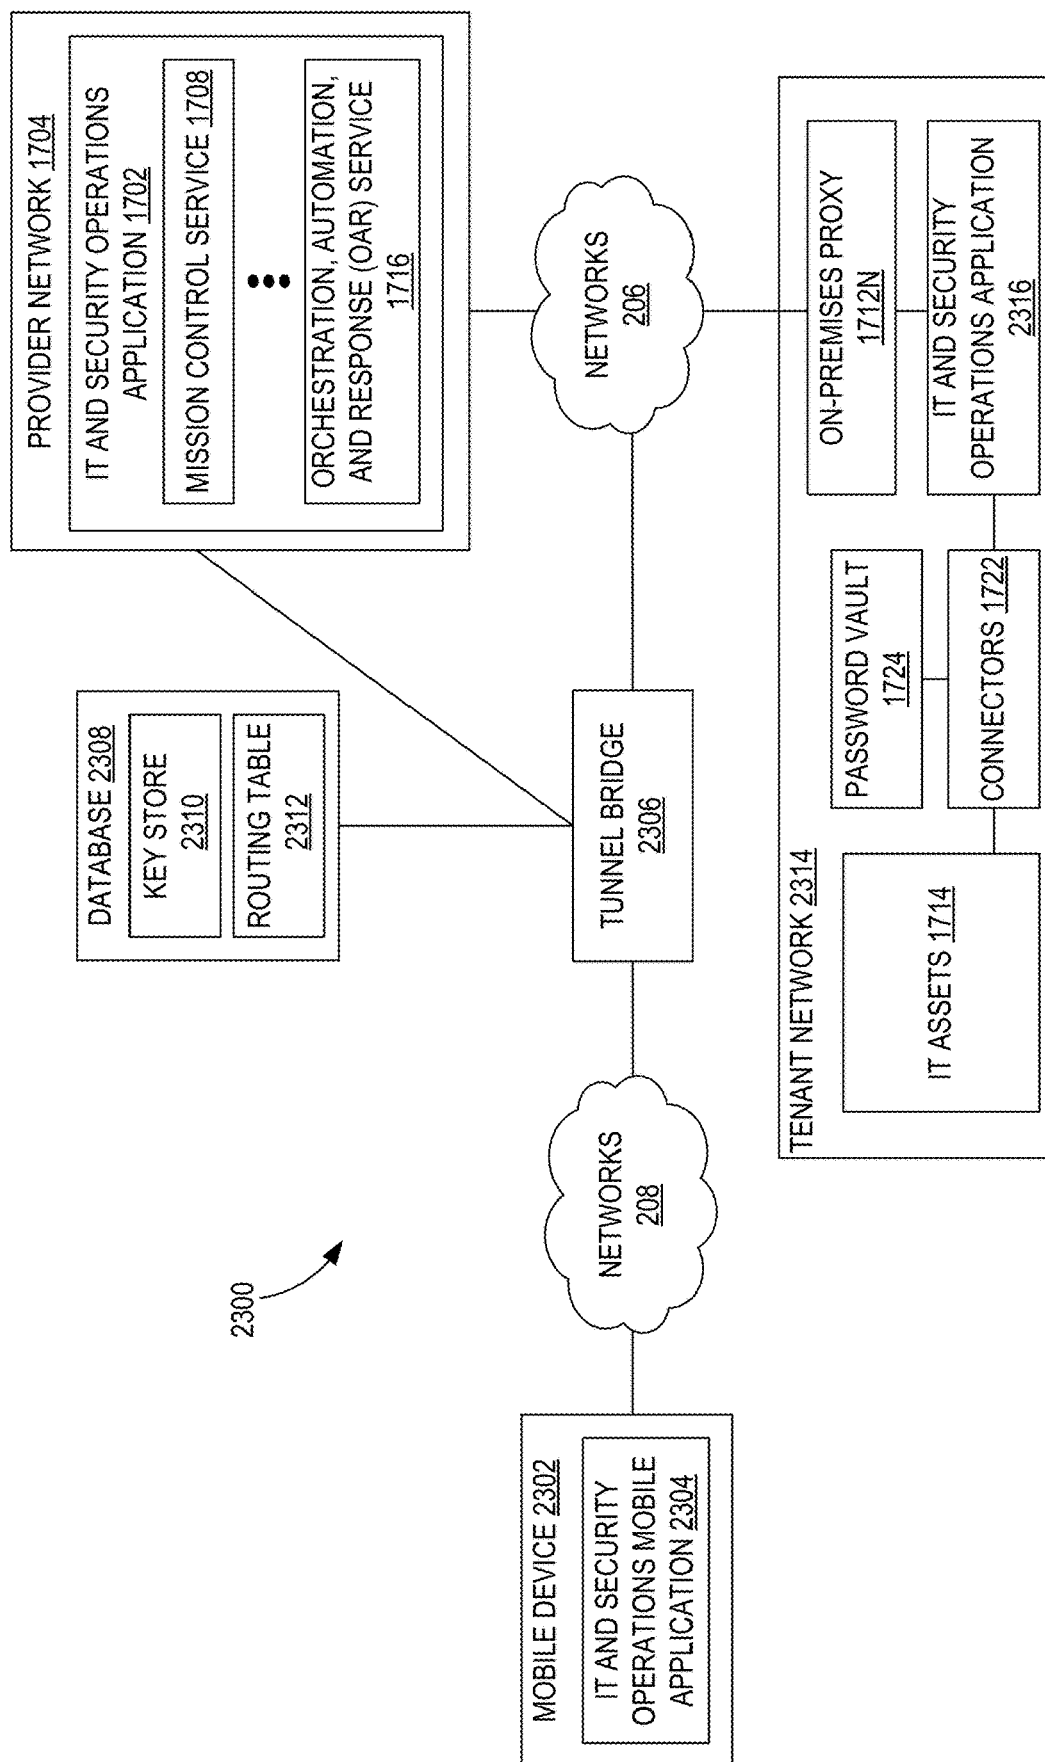 2300
MOBILE DEVICE 2302
IT AND SECURITY
OPERATIONS MOBILE
APPLICATION 2304
NETWORKS
208
DATABASE 2308
KEY STORE
2310
ROUTING TABLE
2312
TUNNEL BRIDGE
2306
PROVIDER NETWORK 1704
IT AND SECURITY OPERATIONS
APPLICATION 1702
MISSION CONTROL SERVICE 1708
•••
ORCHESTRATION, AUTOMATION,
AND RESPONSE (OAR) SERVICE
1716
NETWORKS
206
TENANT NETWORK 2314
IT ASSETS 1714
PASSWORD VAULT
1724
CONNECTORS 1722
ON-PREMISES PROXY
1712N
IT AND SECURITY
OPERATIONS APPLICATION
2316